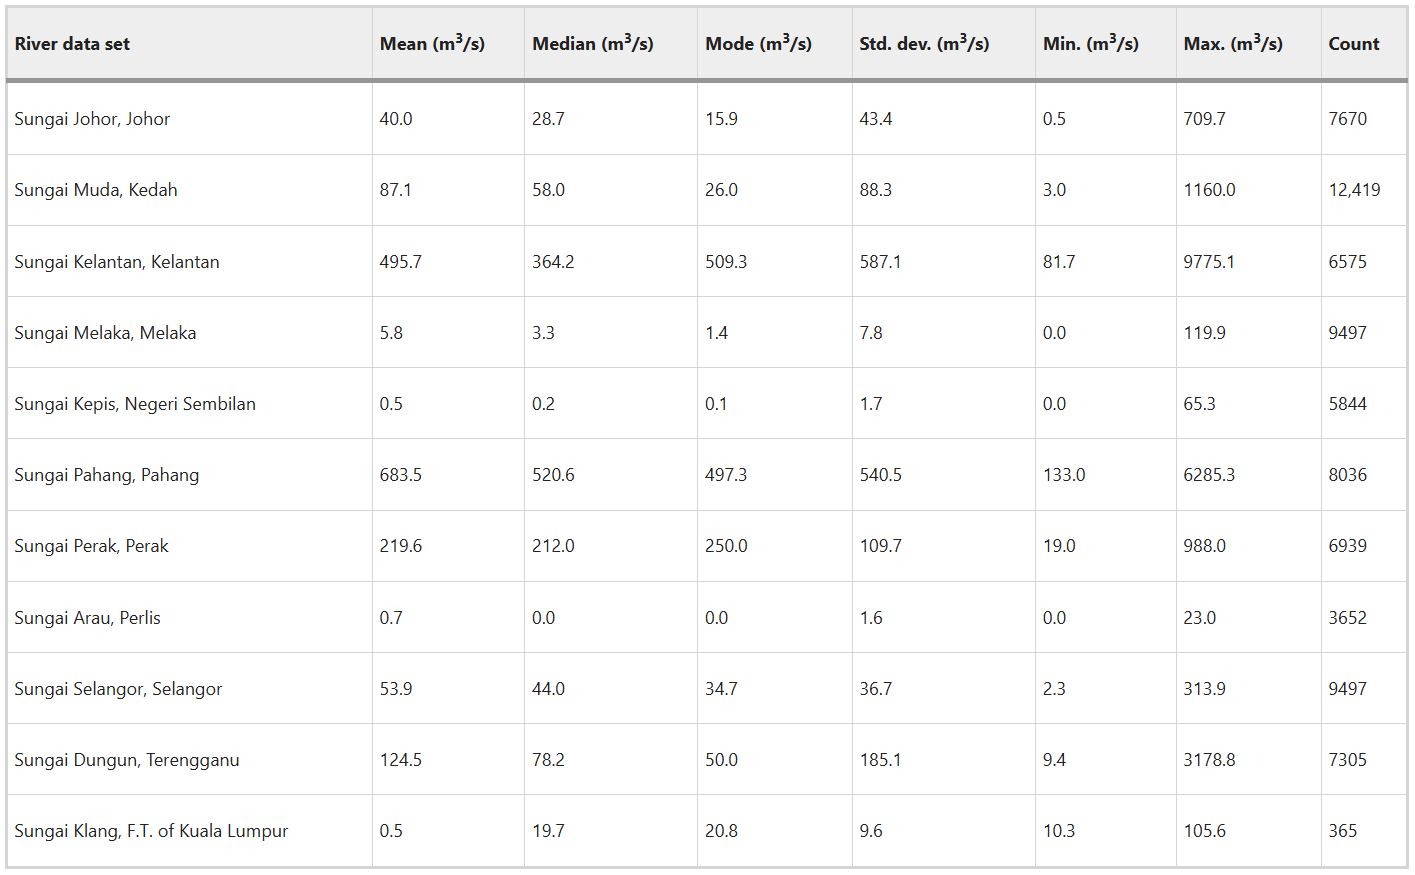 River data set Mean (m³/s) Median (m³/s) Mode (m³/s) Std. dev. (m³/s) Min. (m³/s) Max. (m³/s) Count
Sungai Johor, Johor 40.0 28.7 15.9 43.4 0.5 709.7 7670
Sungai Muda, Kedah 87.1 58.0 26.0 88.3 3.0 1160.0 12,419
Sungai Kelantan, Kelantan 495.7 364.2 509.3 587.1 81.7 9775.1 6575
Sungai Melaka, Melaka 5.8 3.3 1.4 7.8 0.0 119.9 9497
Sungai Kepis, Negeri Sembilan 0.5 0.2 0.1 1.7 0.0 65.3 5844
Sungai Pahang, Pahang 683.5 520.6 497.3 540.5 133.0 6285.3 8036
Sungai Perak, Perak 219.6 212.0 250.0 109.7 19.0 988.0 6939
Sungai Arau, Perlis 0.7 0.0 0.0 1.6 0.0 23.0 3652
Sungai Selangor, Selangor 53.9 44.0 34.7 36.7 2.3 313.9 9497
Sungai Dungun, Terengganu 124.5 78.2 50.0 185.1 9.4 3178.8 7305
Sungai Klang, F.T. of Kuala Lumpur 0.5 19.7 20.8 9.6 10.3 105.6 365